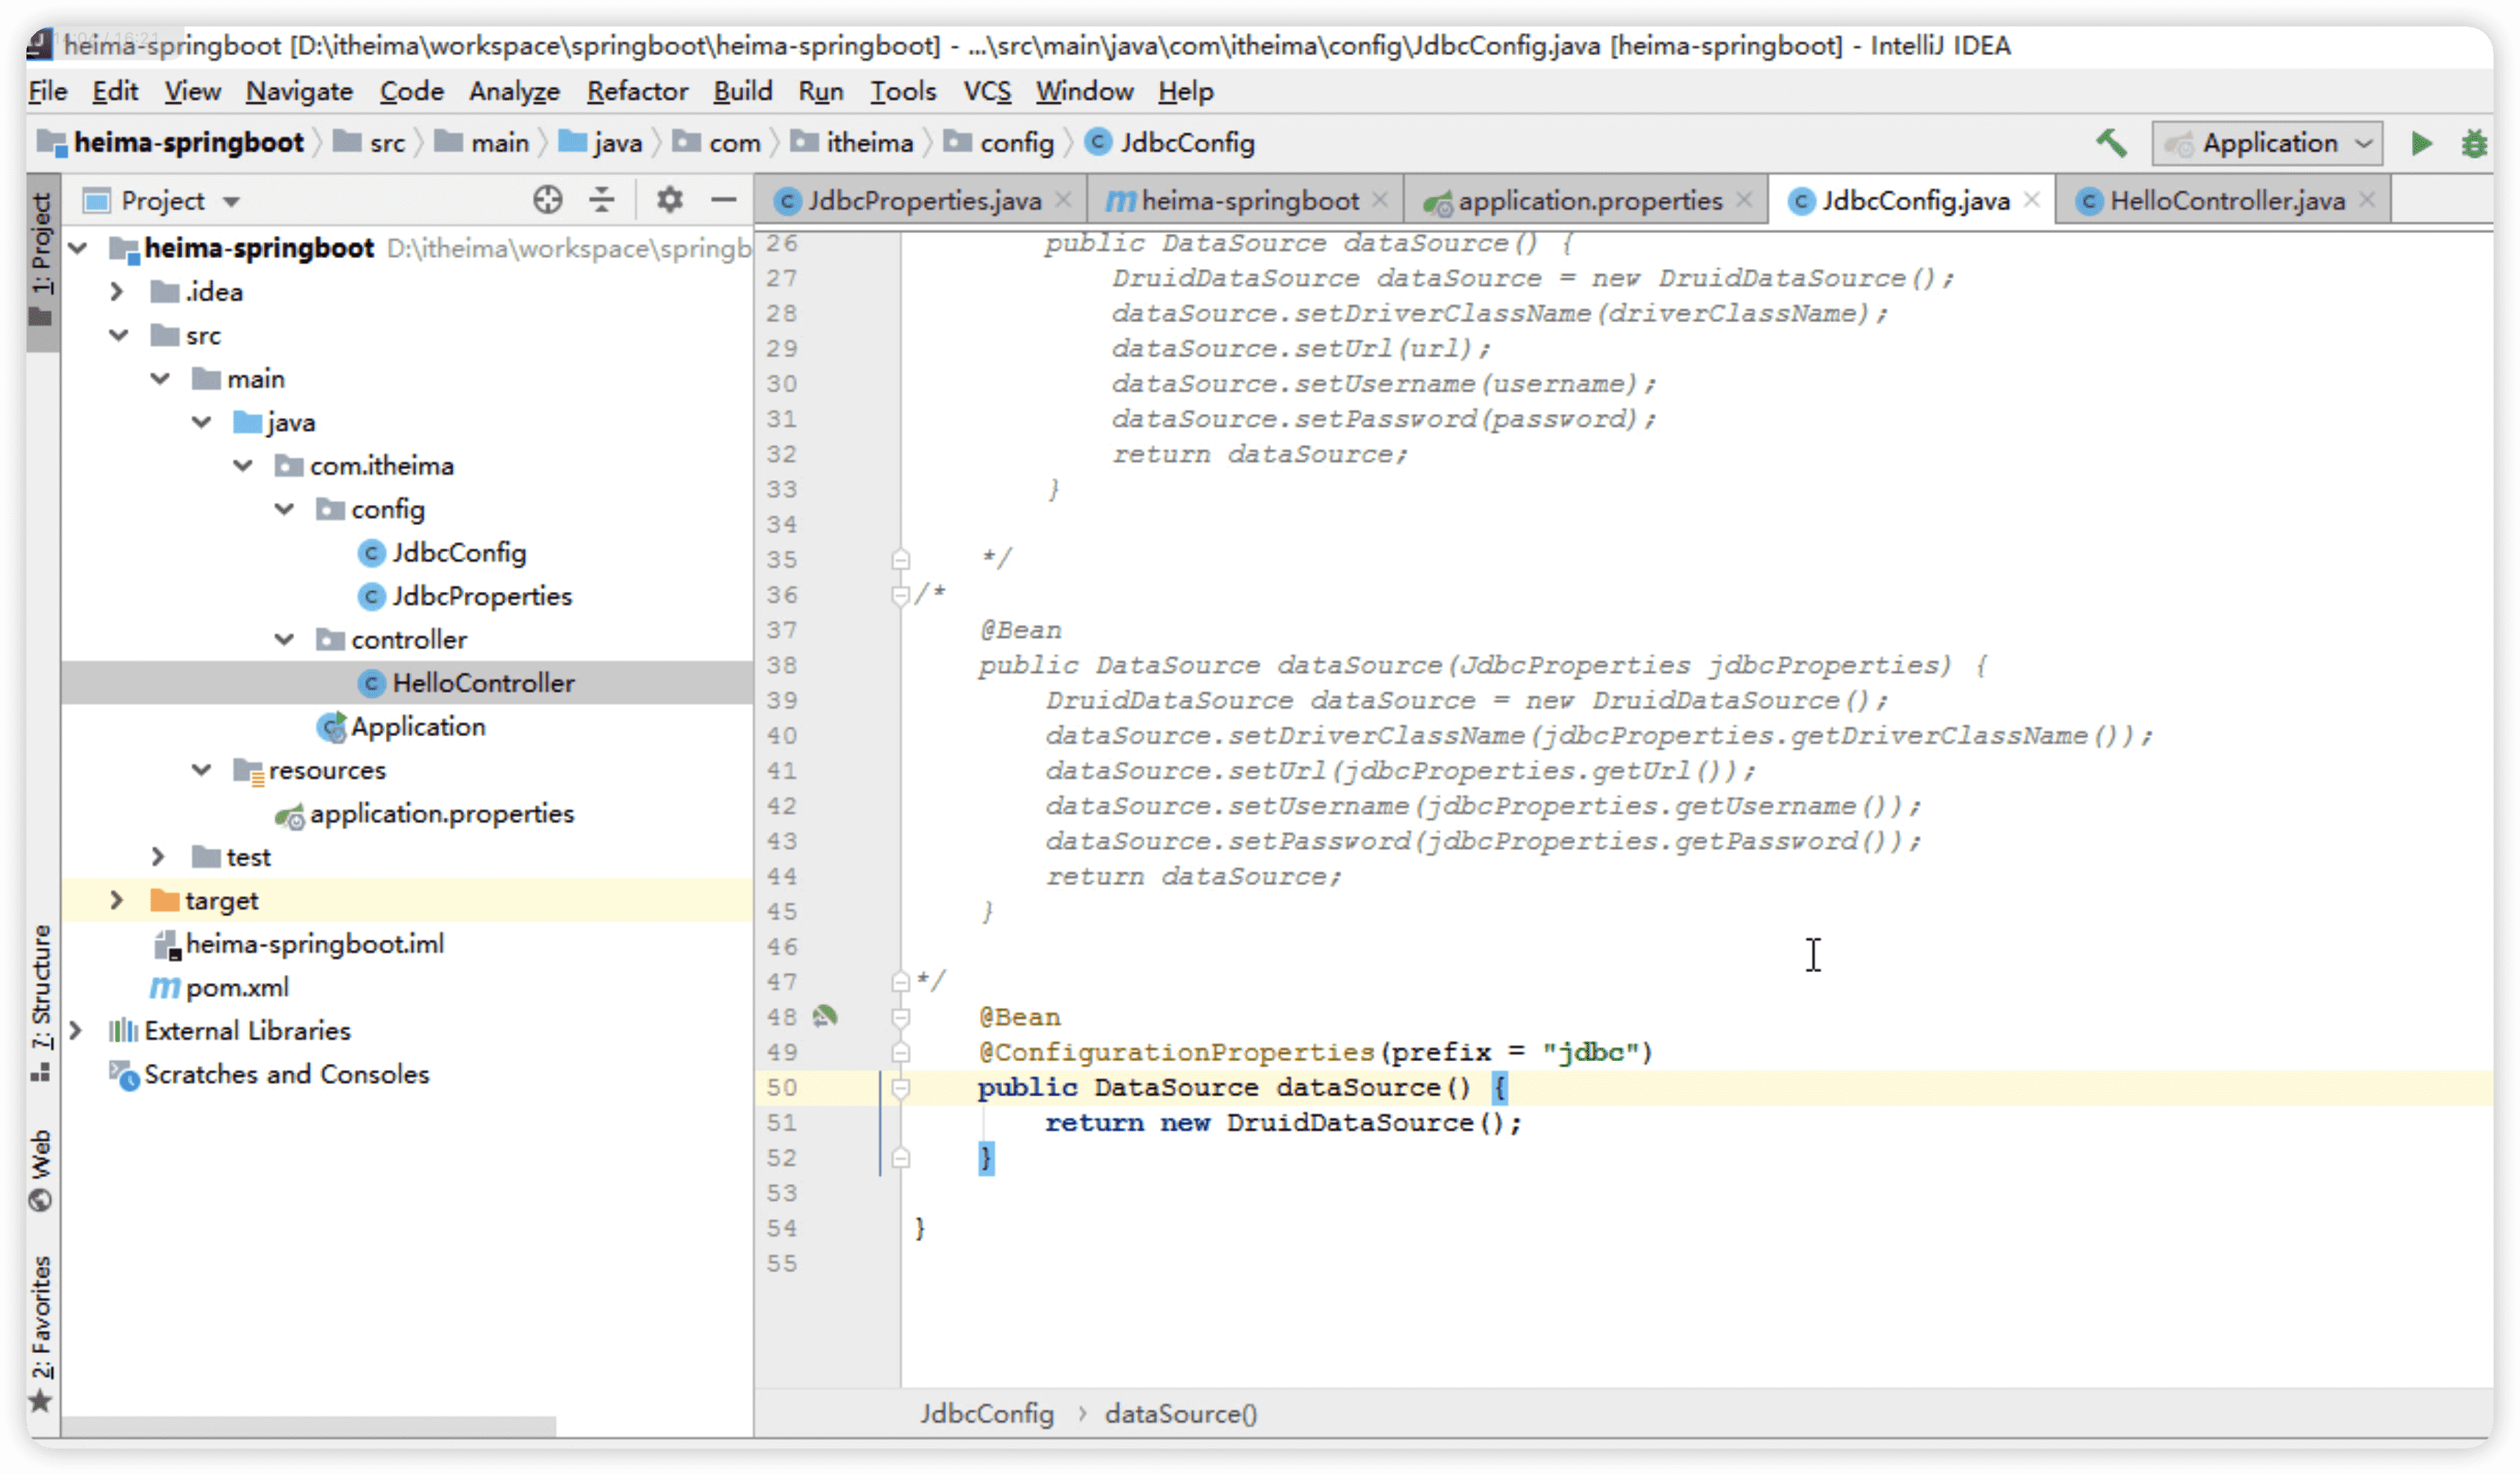 heima-springboot [D:\itheima\workspace\springboot\heima-springboot] - ...\src\main\java\com\itheima\config\JdbcConfig.java [heima-springboot] - IntelliJ IDEA
File Edit View Navigate Code Analyze Refactor Build Run Tools VCS Window Help
heima-springboot src main java com itheima config JdbcConfig Application
1: Project
7: Structure
Web
2: Favorites
Project
heima-springboot D:\itheima\workspace\springb
.idea
src
main
java
com.itheima
config
JdbcConfig
JdbcProperties
controller
HelloController
Application
resources
application.properties
test
target
heima-springboot.iml
pom.xml
External Libraries
Scratches and Consoles
JdbcProperties.java heima-springboot application.properties JdbcConfig.java HelloController.java
26 public DataSource dataSource() {
27 DruidDataSource dataSource = new DruidDataSource();
28 dataSource.setDriverClassName(driverClassName);
29 dataSource.setUrl(url);
30 dataSource.setUsername(username);
31 dataSource.setPassword(password);
32 return dataSource;
33 }
34
35 */
36 /*
37 @Bean
38 public DataSource dataSource(JdbcProperties jdbcProperties) {
39 DruidDataSource dataSource = new DruidDataSource();
40 dataSource.setDriverClassName(jdbcProperties.getDriverClassName());
41 dataSource.setUrl(jdbcProperties.getUrl());
42 dataSource.setUsername(jdbcProperties.getUsername());
43 dataSource.setPassword(jdbcProperties.getPassword());
44 return dataSource;
45 }
46
47 */
48 @Bean
49 @ConfigurationProperties(prefix = "jdbc")
50 public DataSource dataSource() {
51 return new DruidDataSource();
52 }
53
54 }
55
JdbcConfig › dataSource()